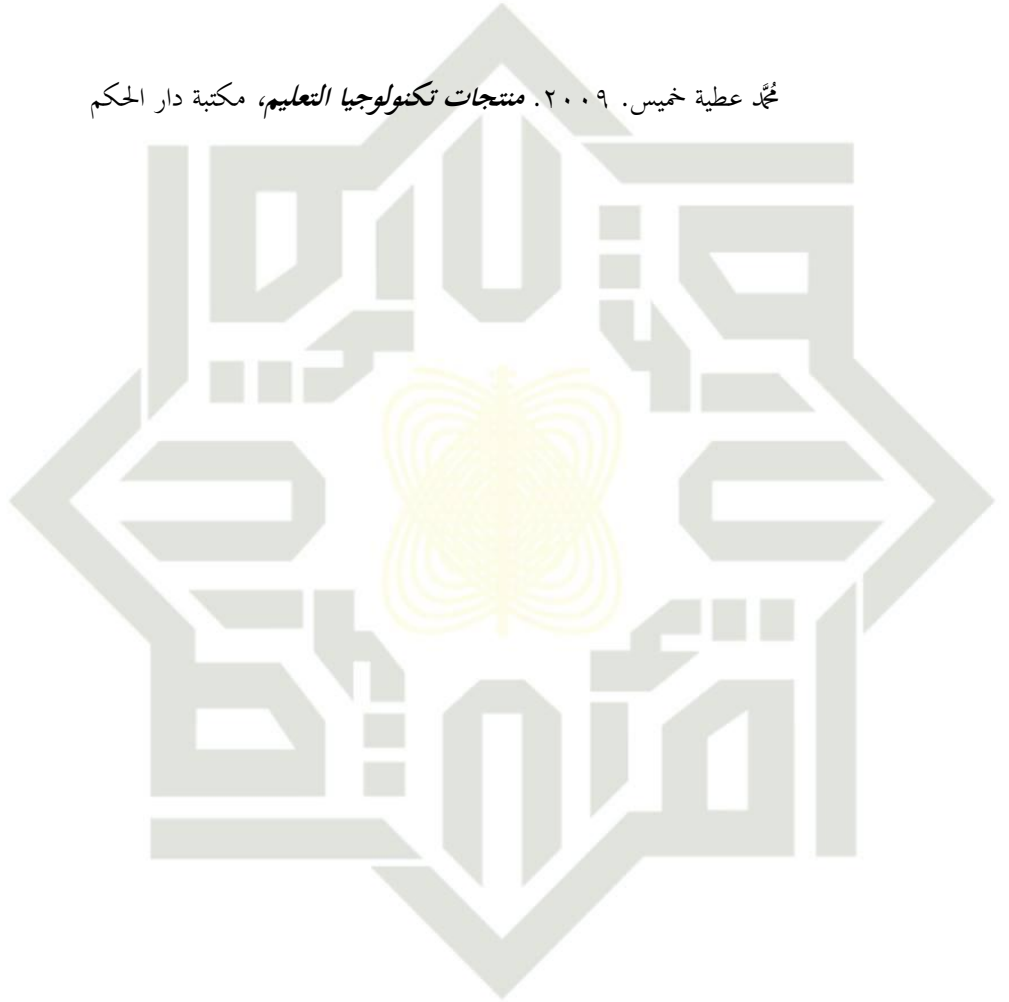 مُحَمَّد عطية خميس. ٢٠٠٩. منتجات تكنولوجيا التعليم، مكتبة دار الحكم